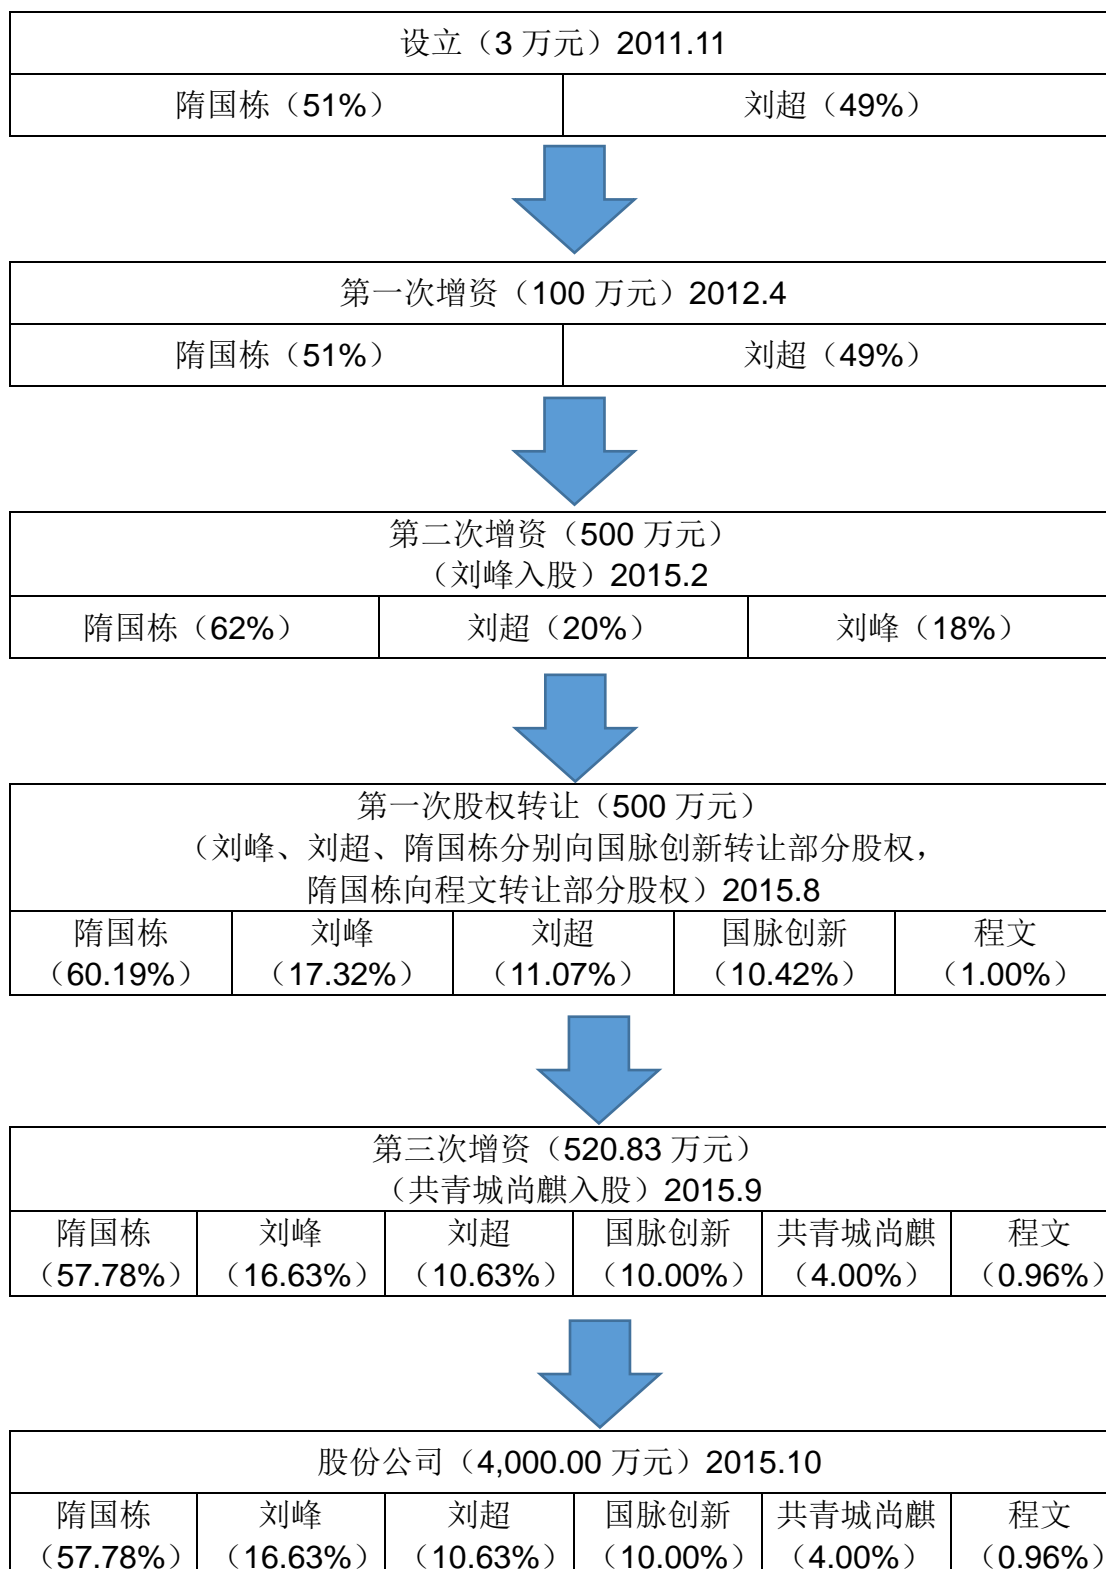 设立（3 万元）2011.11
隋国栋（51%） 刘超（49%）
第一次增资（100 万元）2012.4
隋国栋（51%） 刘超（49%）
第二次增资（500 万元）
（刘峰入股）2015.2
隋国栋（62%） 刘超（20%） 刘峰（18%）
第一次股权转让（500 万元）
（刘峰、刘超、隋国栋分别向国脉创新转让部分股权，
隋国栋向程文转让部分股权）2015.8
隋国栋 刘峰 刘超 国脉创新 程文
（60.19%） （17.32%） （11.07%） （10.42%） （1.00%）
第三次增资（520.83 万元）
（共青城尚麒入股）2015.9
隋国栋 刘峰 刘超 国脉创新 共青城尚麒 程文
（57.78%） （16.63%） （10.63%） （10.00%） （4.00%） （0.96%）
股份公司（4,000.00 万元）2015.10
隋国栋 刘峰 刘超 国脉创新 共青城尚麒 程文
（57.78%） （16.63%） （10.63%） （10.00%） （4.00%） （0.96%）